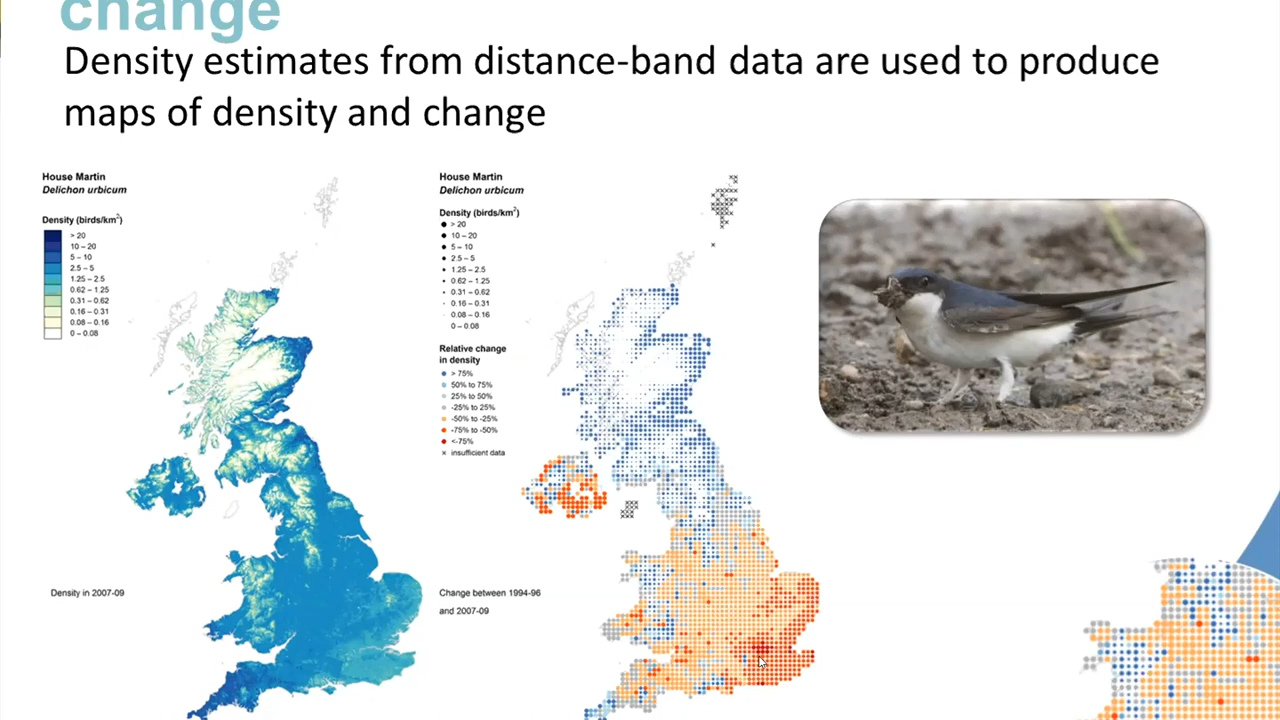 change
Density estimates from distance-band data are used to produce
maps of density and change
House Martin
Delichon urbicum
Density (birds/km²)
> 20
10 – 20
5 – 10
2.5 – 5
1.25 – 2.5
0.62 – 1.25
0.31 – 0.62
0.16 – 0.31
0.08 – 0.16
0 – 0.08
Density in 2007-09
House Martin
Delichon urbicum
Density (birds/km²)
> 20
10 – 20
5 – 10
2.5 – 5
1.25 – 2.5
0.62 – 1.25
0.31 – 0.62
0.16 – 0.31
0.08 – 0.16
0 – 0.08
Relative change
in density
> 75%
50% to 75%
25% to 50%
-25% to 25%
-50% to -25%
-75% to -50%
<-75%
insufficient data
Change between 1994-96
and 2007-09